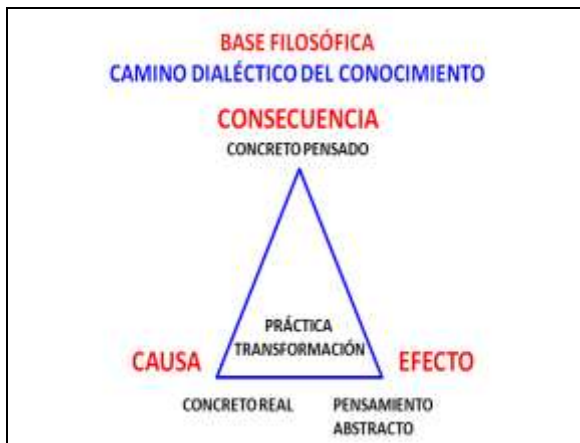 BASE FILOSÓFICA
CAMINO DIALÉCTICO DEL CONOCIMIENTO
CONSECUENCIA
CONCRETO PENSADO
PRÁCTICA
TRANSFORMACIÓN
CAUSA
EFECTO
CONCRETO REAL
PENSAMIENTO
ABSTRACTO